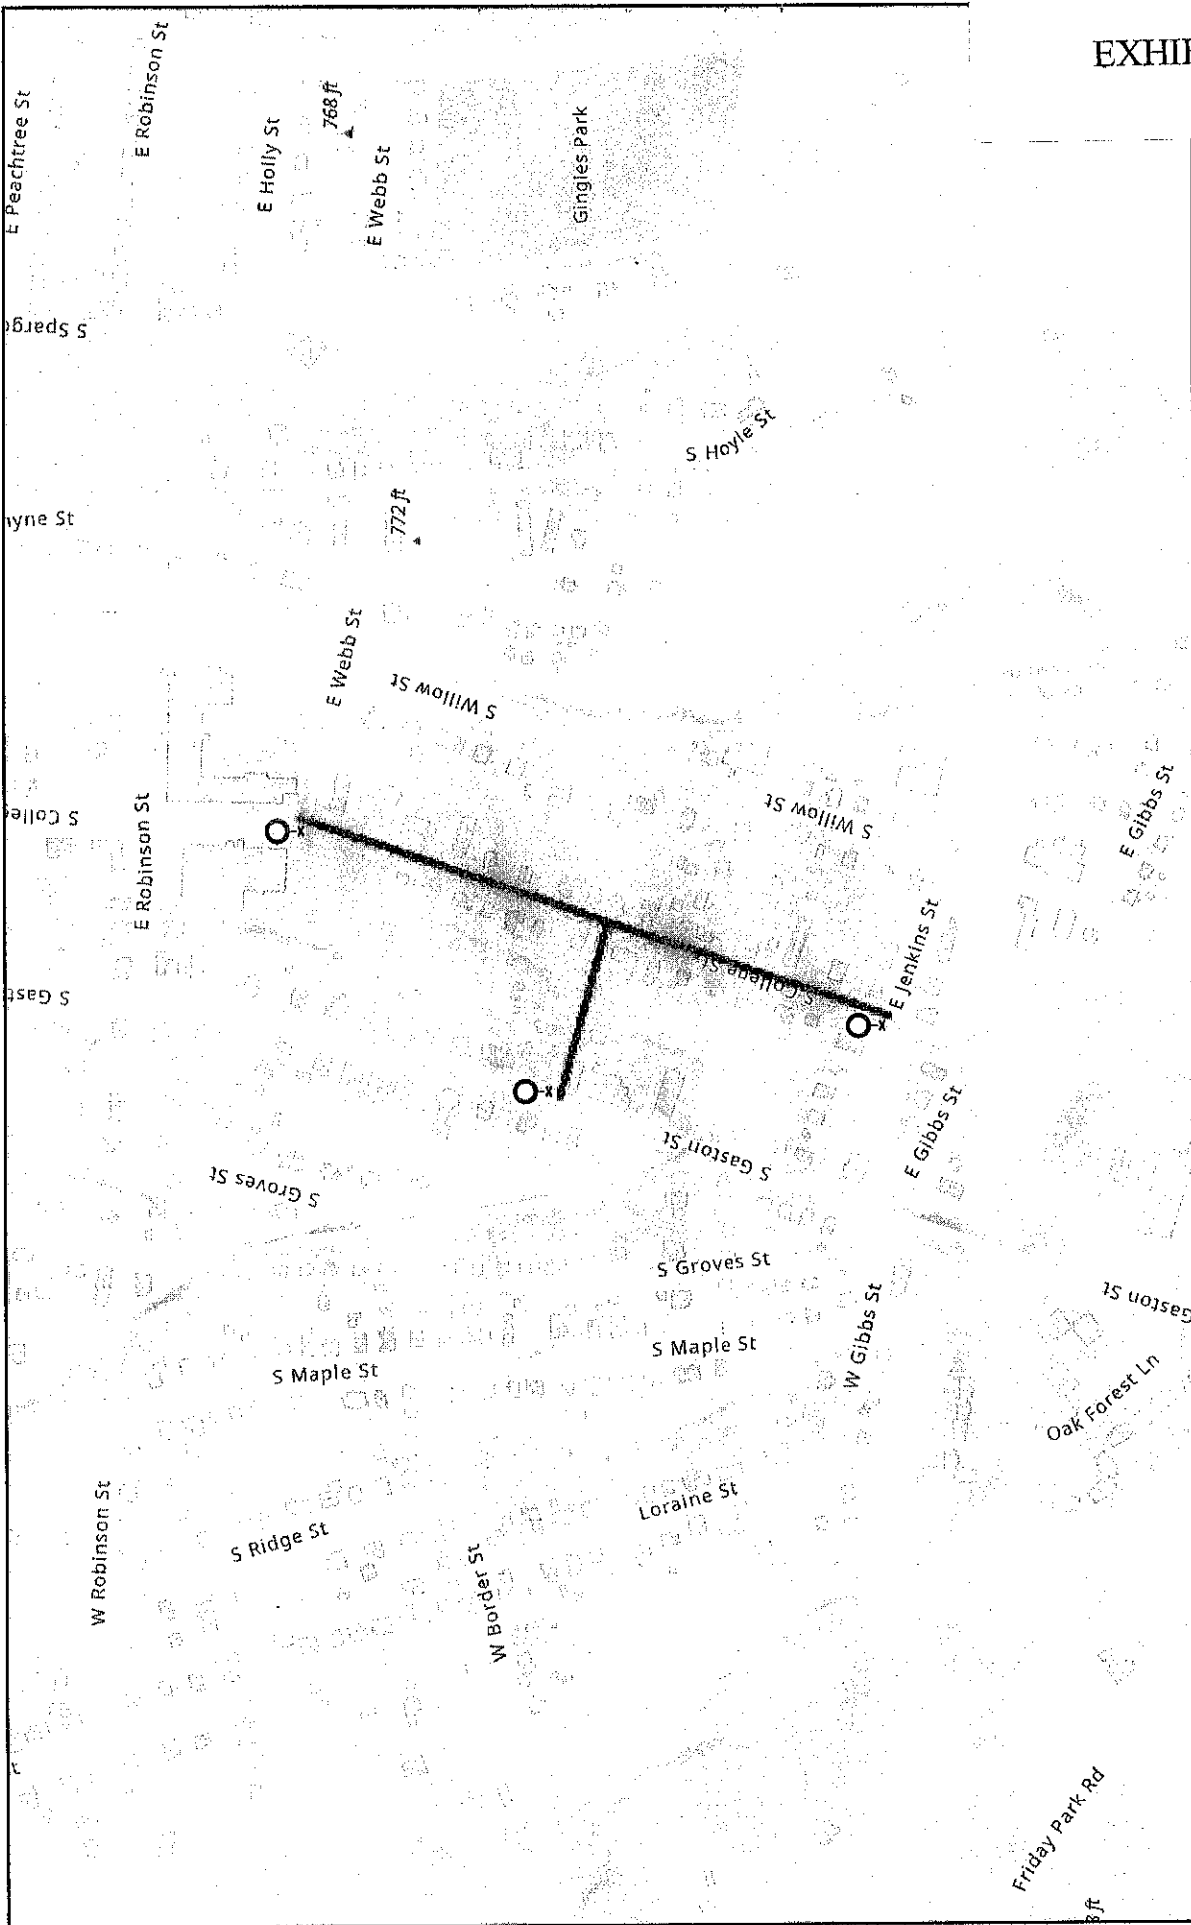 EXHI
E Peachtree St
E Robinson St
E Holly St
768 ft
E Webb St
Gingles Park
S Sparg
S Hoyle St
yne St
772 ft
E Webb St
S Willow St
S Willow St
E Gibbs St
S Colle
E Robinson St
S College St
E Jenkins St
S Gast
x
x
x
E Gibbs St
S Gaston St
S Groves St
S Groves St
W Gibbs St
Gaston St
S Maple St
S Maple St
Oak Forest Ln
W Robinson St
S Ridge St
Loraine St
W Border St
t
Friday Park Rd
ft